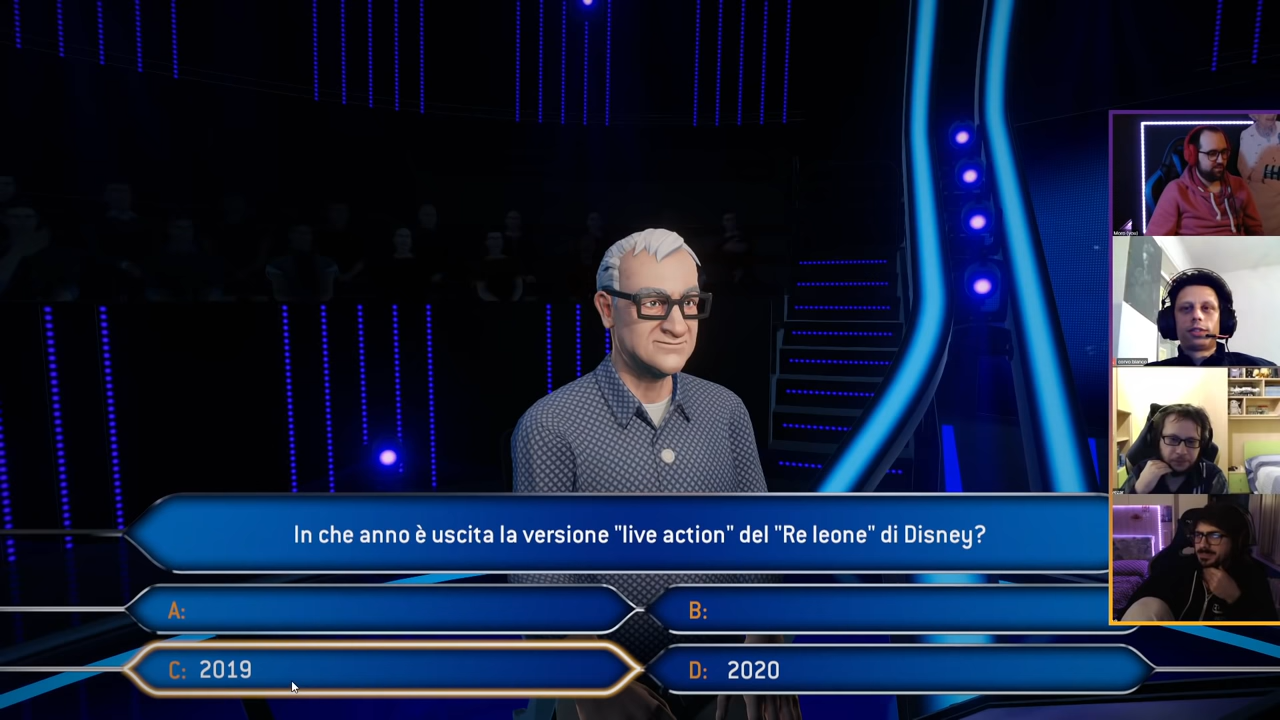 In che anno è uscita la versione "live action" del "Re leone" di Disney?
A:
B:
C: 2019
D: 2020